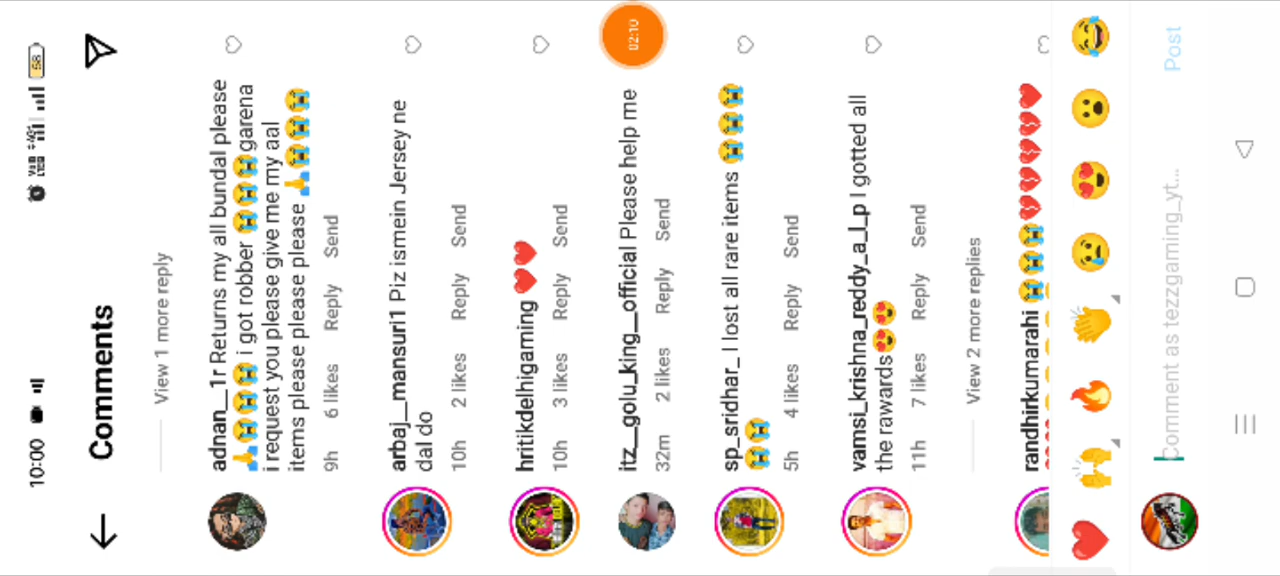 10:00
58
Comments
View 1 more reply
adnan__1r Returns my all bundal please
👍😭😭😭😭 i got robber 😭😭😭😭garena
i request you please give me my aal
items please please please 👍😭😭😭😭
9h 6 likes Reply Send
arbaj__mansuri1 Piz ismein Jersey ne
dal do
10h 2 likes Reply Send
hritikdelhigaming ❤️❤️
10h 3 likes Reply Send
02:10
itz__golu_king__official Please help me
32m 2 likes Reply Send
sp_sridhar_ I lost all rare items 😭😭😭😭
😭😭
5h 4 likes Reply Send
vamsi_krishna_reddy_a_l_p I gotted all
the rawards😍😍
11h 7 likes Reply Send
View 2 more replies
randhirkumarahi 😭😭😭💔💔💔💔❤️
Comment as tezzgaming_yt... Post